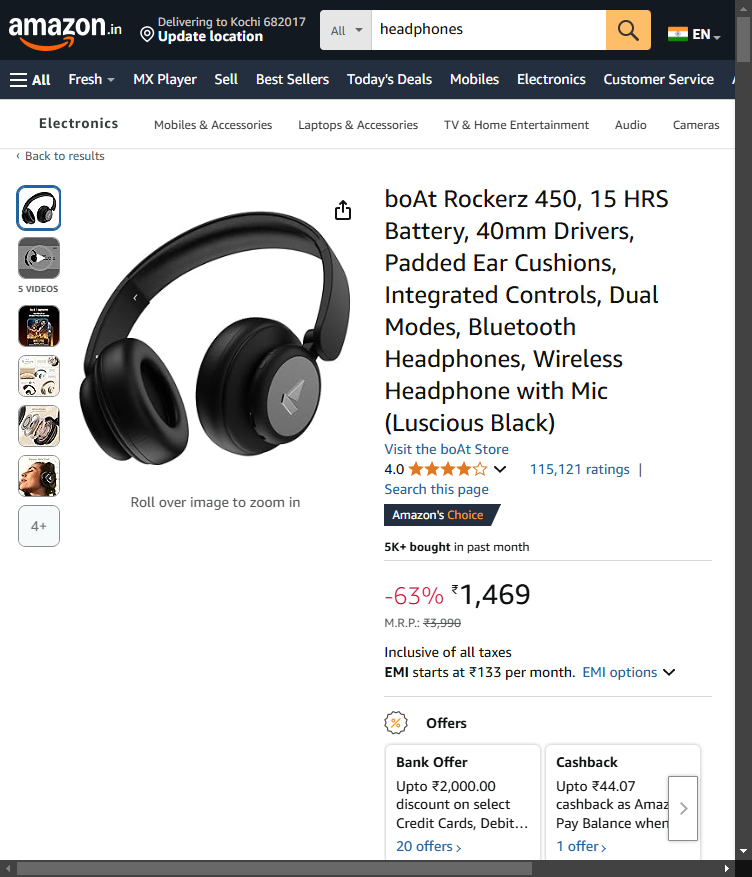 amazon.in
Delivering to Kochi 682017
Update location
All
headphones
EN
All
Fresh
MX Player
Sell
Best Sellers
Today's Deals
Mobiles
Electronics
Customer Service
Electronics
Mobiles & Accessories
Laptops & Accessories
TV & Home Entertainment
Audio
Cameras
‹ Back to results
5 VIDEOS
4+
Roll over image to zoom in
boAt Rockerz 450, 15 HRS
Battery, 40mm Drivers,
Padded Ear Cushions,
Integrated Controls, Dual
Modes, Bluetooth
Headphones, Wireless
Headphone with Mic
(Luscious Black)
Visit the boAt Store
4.0
115,121 ratings |
Search this page
Amazon's Choice
5K+ bought in past month
-63% ₹1,469
M.R.P.: ₹3,990
Inclusive of all taxes
EMI starts at ₹133 per month. EMI options
Offers
Bank Offer
Upto ₹2,000.00
discount on select
Credit Cards, Debit…
20 offers ›
Cashback
Upto ₹44.07
cashback as Amaz
Pay Balance when
1 offer ›